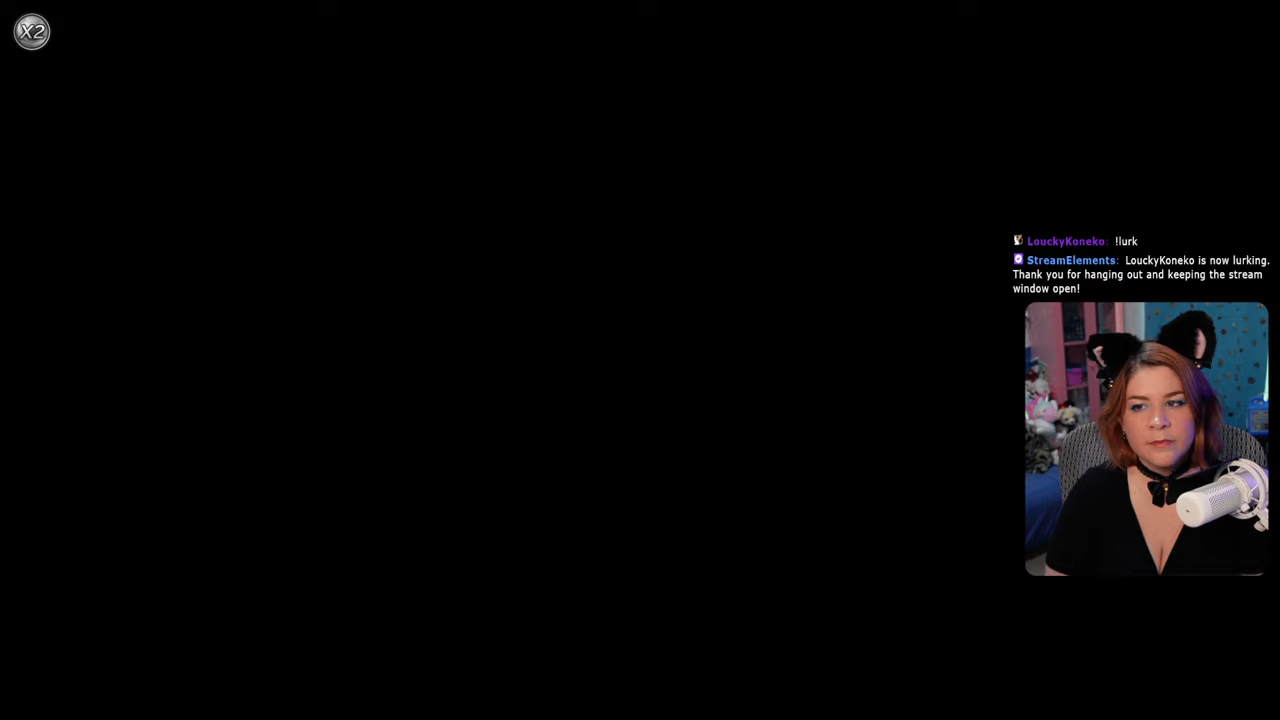 X2
LouckyKoneko: !lurk
StreamElements: LouckyKoneko is now lurking.
Thank you for hanging out and keeping the stream
window open!